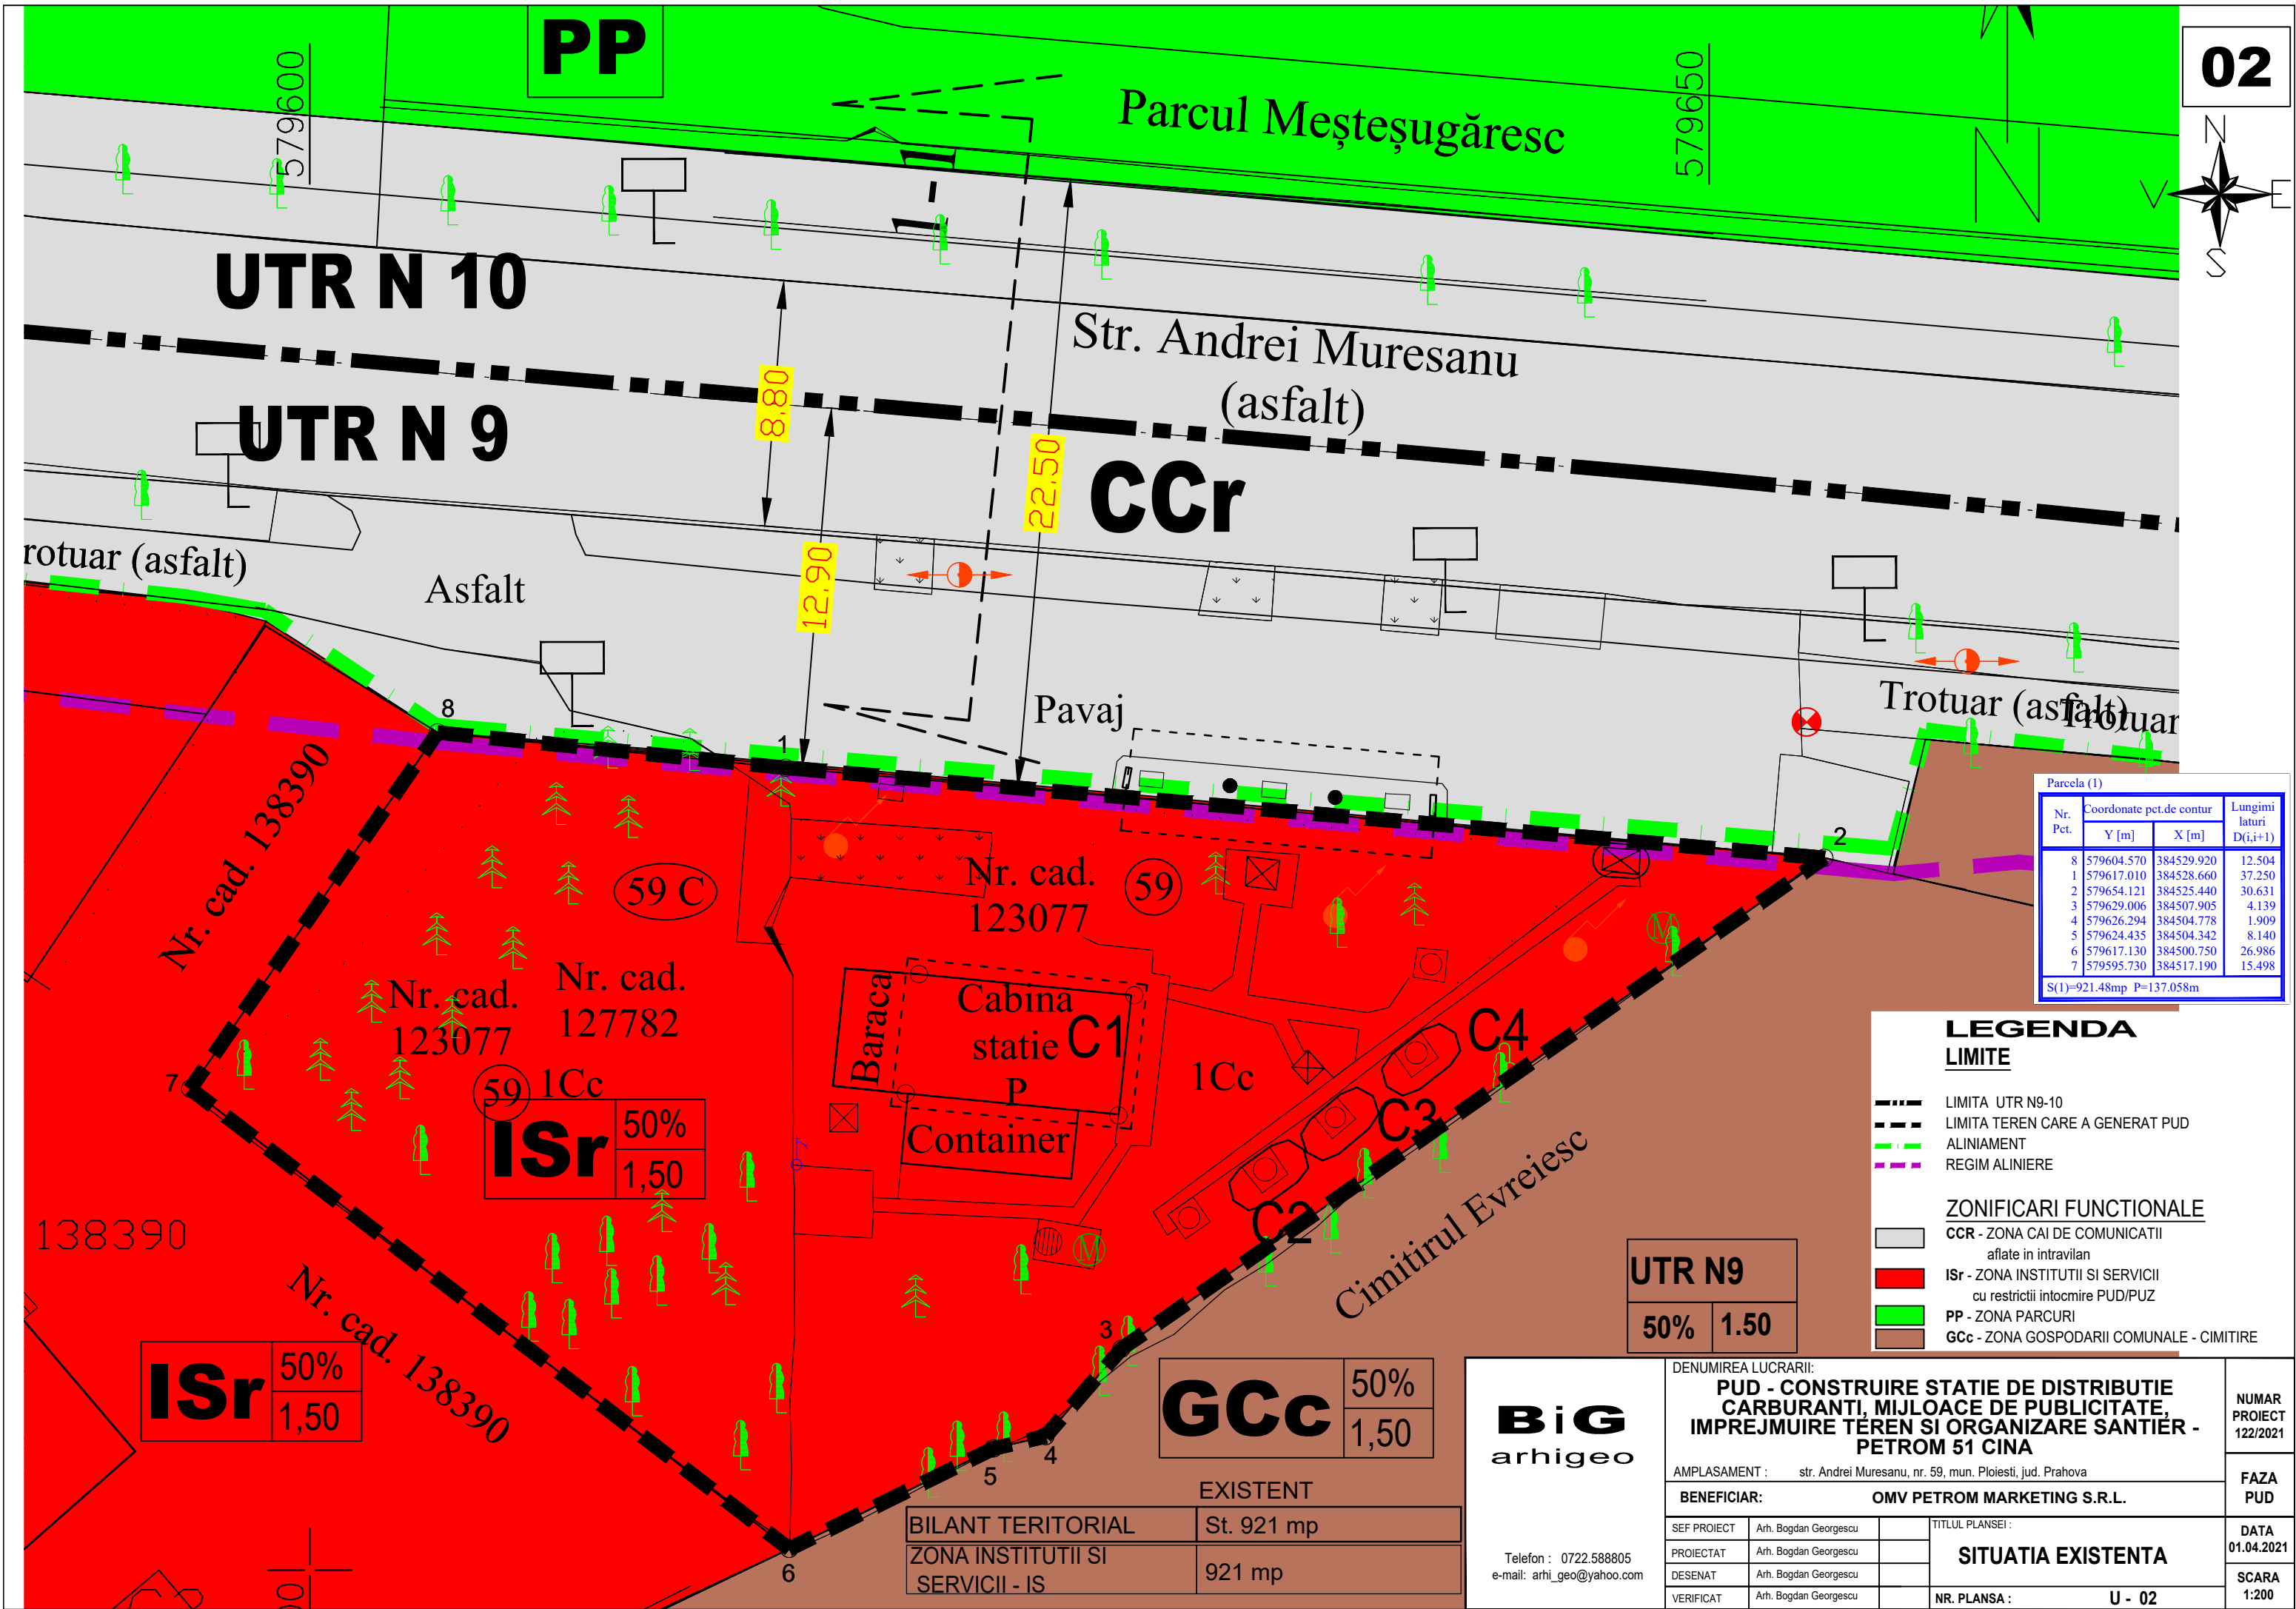 PP
579600
579650
02
Parcul Meșteșugăresc
N
N
V
E
S
1
1
UTR N 10
Str. Andrei Muresanu
(asfalt)
8.80
UTR N 9
22.50
CCr
12.90
rotuar (asfalt)
Asfalt
Pavaj
Trotuar (asfalt)
Trotuar
8
1
2
Nr. cad. 138390
59 C
Nr. cad.
123077
59
Nr. cad.
123077
Nr. cad.
127782
59
1Cc
ISr
50%
1,50
Baraca
Cabina
statie
P
C1
Container
1Cc
C4
C3
C2
M
M
7
138390
Nr. cad. 138390
ISr
50%
1,50
Cimitirul Evreiesc
3
4
5
6
GCc
50%
1,50
UTR N9
50%
1.50
EXISTENT
BILANT TERITORIAL
St. 921 mp
ZONA INSTITUTII SI
SERVICII - IS
921 mp
Parcela (1)
Nr.
Pct.
Coordonate pct.de contur
Y [m]
X [m]
Lungimi
laturi
D(i,i+1)
8 579604.570 384529.920 12.504
1 579617.010 384528.660 37.250
2 579654.121 384525.440 30.631
3 579629.006 384507.905 4.139
4 579626.294 384504.778 1.909
5 579624.435 384504.342 8.140
6 579617.130 384500.750 26.986
7 579595.730 384517.190 15.498
S(1)=921.48mp P=137.058m
LEGENDA
LIMITE
LIMITA UTR N9-10
LIMITA TEREN CARE A GENERAT PUD
ALINIAMENT
REGIM ALINIERE
ZONIFICARI FUNCTIONALE
CCR - ZONA CAI DE COMUNICATII
aflate in intravilan
ISr - ZONA INSTITUTII SI SERVICII
cu restrictii intocmire PUD/PUZ
PP - ZONA PARCURI
GCc - ZONA GOSPODARII COMUNALE - CIMITIRE
BiG
arhigeo
Telefon : 0722.588805
e-mail: arhi_geo@yahoo.com
DENUMIREA LUCRARII:
PUD - CONSTRUIRE STATIE DE DISTRIBUTIE
CARBURANTI, MIJLOACE DE PUBLICITATE,
IMPREJMUIRE TEREN SI ORGANIZARE SANTIER -
PETROM 51 CINA
AMPLASAMENT : str. Andrei Muresanu, nr. 59, mun. Ploiesti, jud. Prahova
BENEFICIAR: OMV PETROM MARKETING S.R.L.
SEF PROIECT Arh. Bogdan Georgescu
PROIECTAT Arh. Bogdan Georgescu
DESENAT Arh. Bogdan Georgescu
VERIFICAT Arh. Bogdan Georgescu
TITLUL PLANSEI :
SITUATIA EXISTENTA
NR. PLANSA : U - 02
NUMAR
PROIECT
122/2021
FAZA
PUD
DATA
01.04.2021
SCARA
1:200